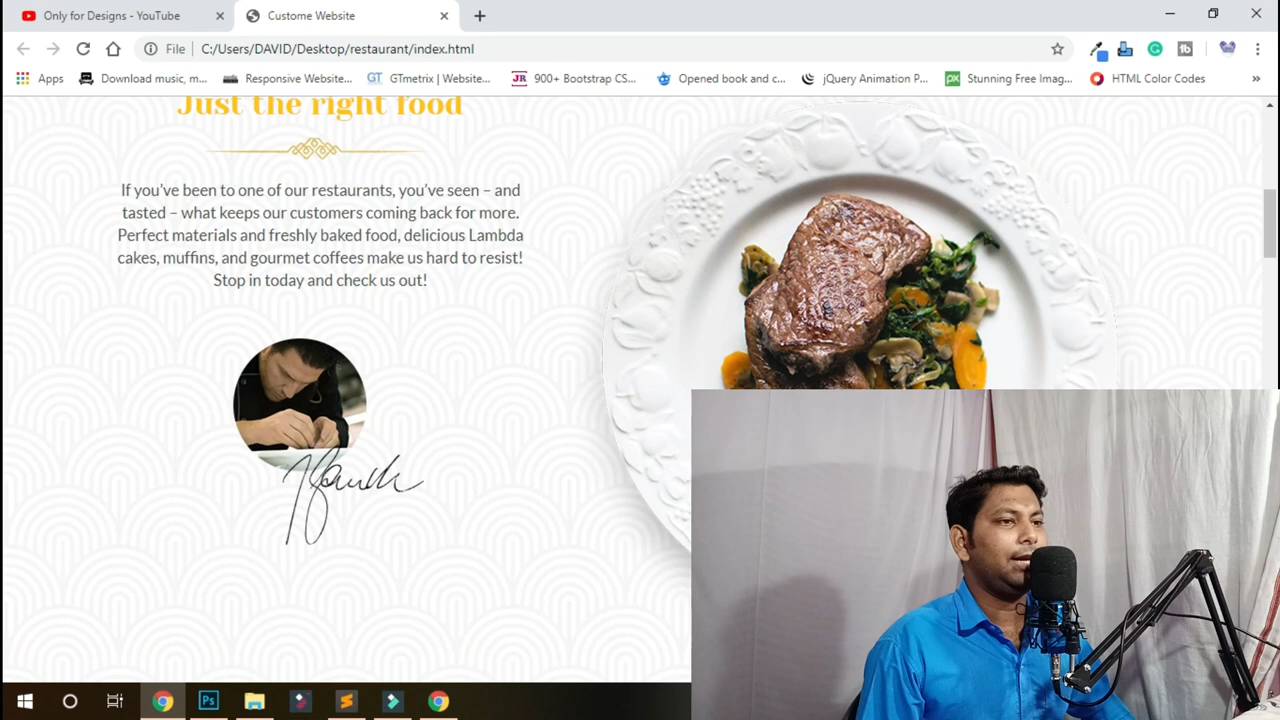 Only for Designs - YouTube
Custome Website
File
C:/Users/DAVID/Desktop/restaurant/index.html
Apps
Download music, m...
Responsive Website...
GT
GTmetrix | Website...
JR
900+ Bootstrap CS...
Opened book and c...
jQuery Animation P...
px
Stunning Free Imag...
HTML Color Codes
»
Just the right food
If you've been to one of our restaurants, you've seen – and
tasted – what keeps our customers coming back for more.
Perfect materials and freshly baked food, delicious Lambda
cakes, muffins, and gourmet coffees make us hard to resist!
Stop in today and check us out!
Ps